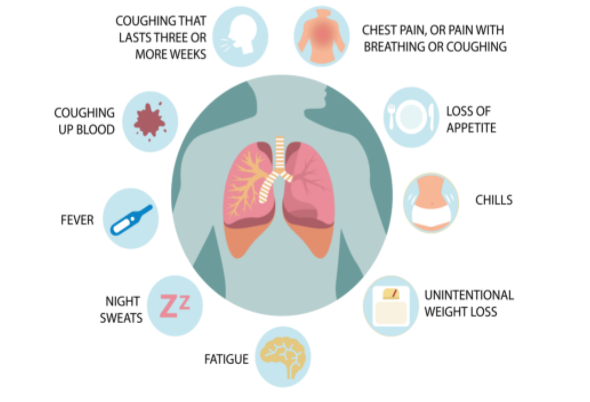 COUGHING THAT
LASTS THREE OR
MORE WEEKS
CHEST PAIN, OR PAIN WITH
BREATHING OR COUGHING
COUGHING
UP BLOOD
LOSS OF
APPETITE
FEVER
CHILLS
NIGHT
SWEATS
ZZ
UNINTENTIONAL
WEIGHT LOSS
FATIGUE